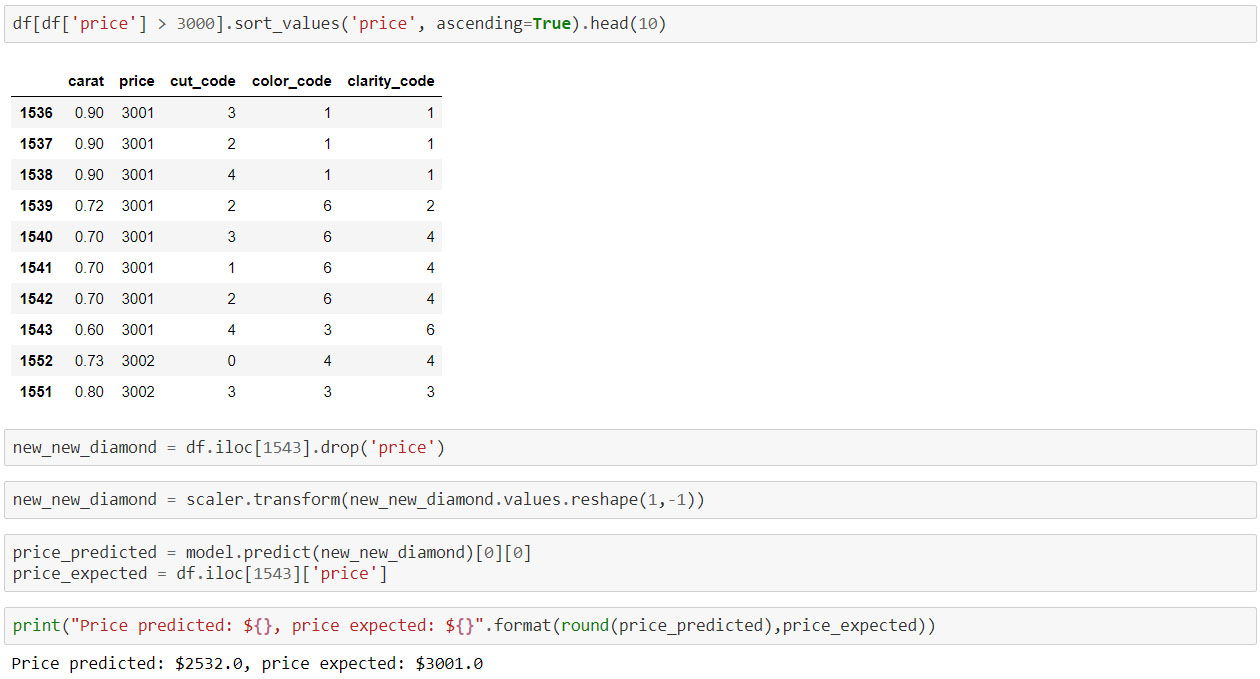 df[df['price'] > 3000].sort_values('price', ascending=True).head(10)
carat price cut_code color_code clarity_code
1536 0.90 3001 3 1 1
1537 0.90 3001 2 1 1
1538 0.90 3001 4 1 1
1539 0.72 3001 2 6 2
1540 0.70 3001 3 6 4
1541 0.70 3001 1 6 4
1542 0.70 3001 2 6 4
1543 0.60 3001 4 3 6
1552 0.73 3002 0 4 4
1551 0.80 3002 3 3 3
new_new_diamond = df.iloc[1543].drop('price')
new_new_diamond = scaler.transform(new_new_diamond.values.reshape(1,-1))
price_predicted = model.predict(new_new_diamond)[0][0]
price_expected = df.iloc[1543]['price']
print("Price predicted: ${}, price expected: ${}".format(round(price_predicted),price_expected))
Price predicted: $2532.0, price expected: $3001.0